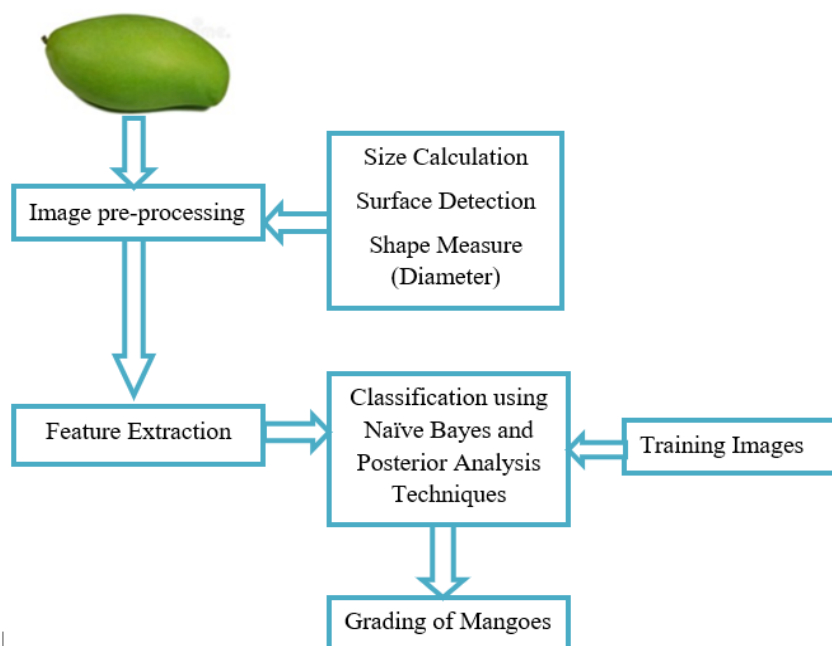 Size Calculation
Surface Detection
Shape Measure
(Diameter)
Image pre-processing
Feature Extraction
Classification using
Naïve Bayes and
Posterior Analysis
Techniques
Training Images
Grading of Mangoes